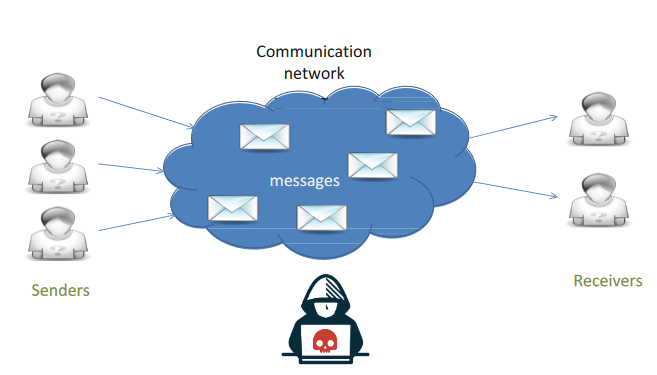 Communication
network
messages
Senders
Receivers
?
?
?
?
?